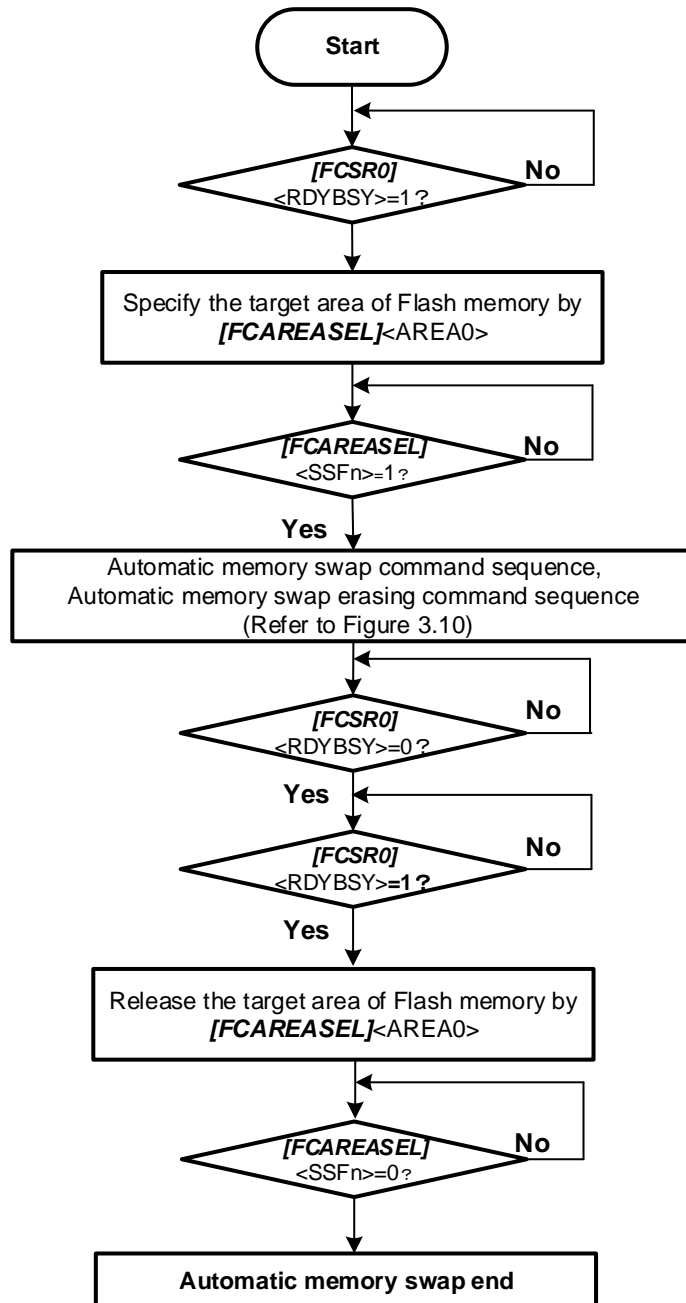 Start
[FCSR0]
<RDYBSY>=1?
No
Specify the target area of Flash memory by
[FCAREASEL]<AREA0>
[FCAREASEL]
<SSFn>=1?
No
Yes
Automatic memory swap command sequence,
Automatic memory swap erasing command sequence
(Refer to Figure 3.10)
[FCSR0]
<RDYBSY>=0?
No
Yes
[FCSR0]
<RDYBSY>=1?
No
Yes
Release the target area of Flash memory by
[FCAREASEL]<AREA0>
[FCAREASEL]
<SSFn>=0?
No
Automatic memory swap end